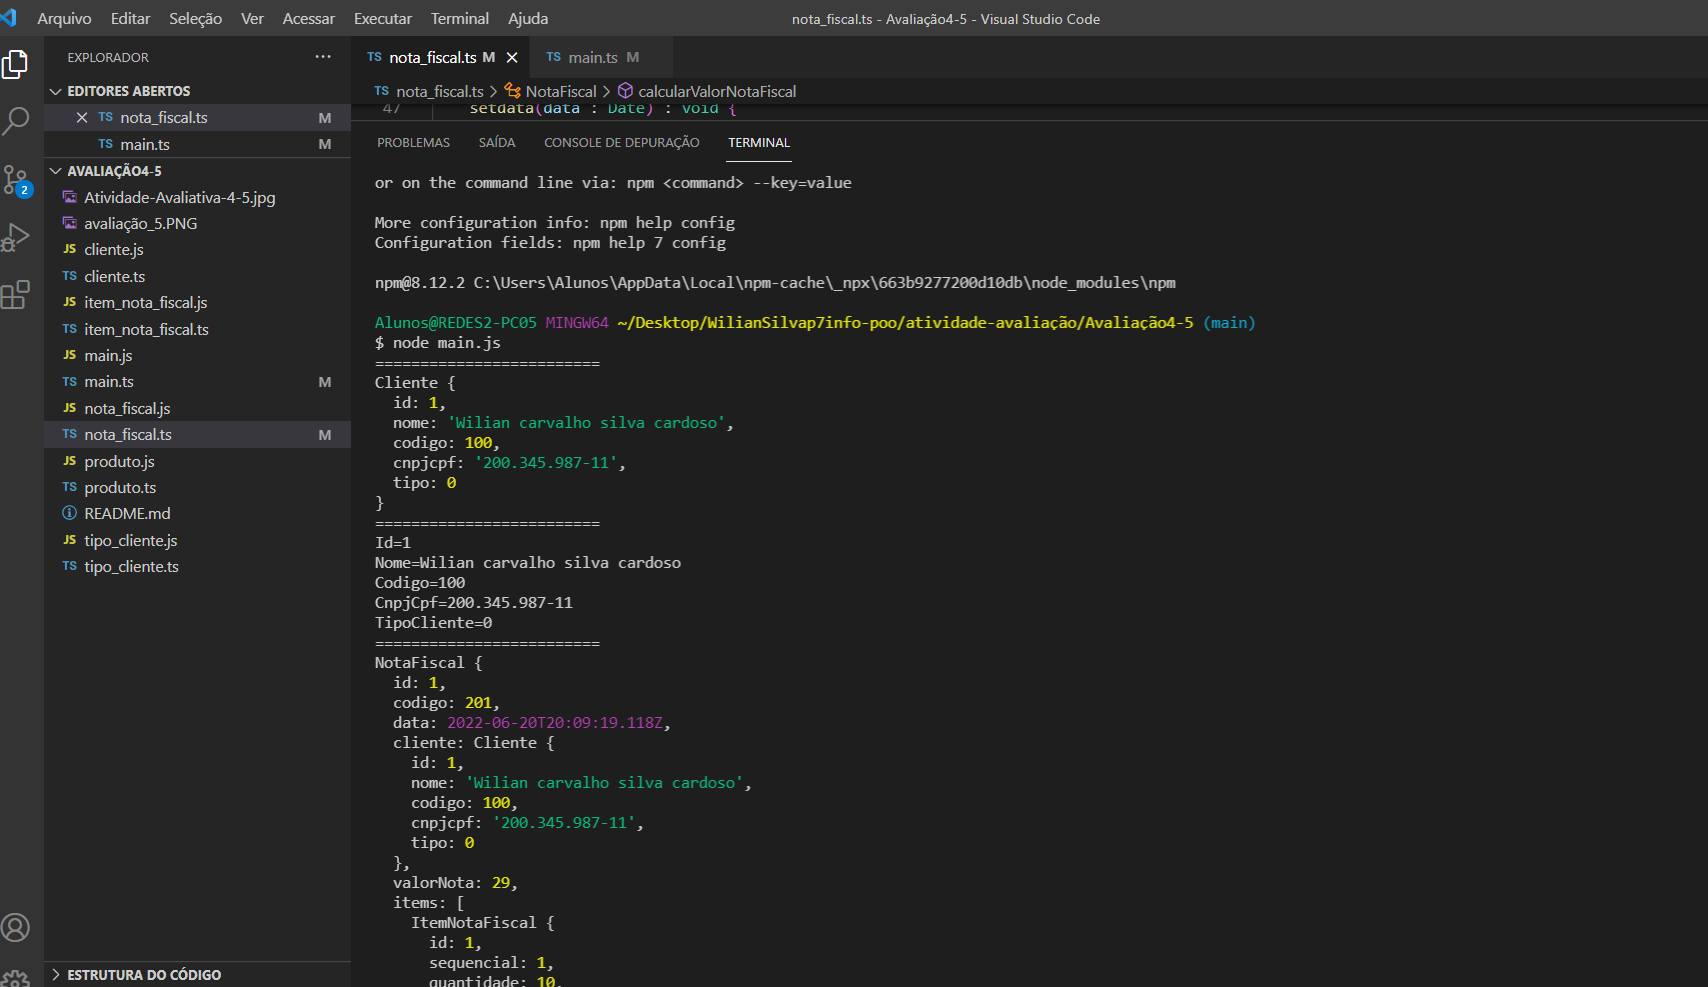 Arquivo Editar Seleção Ver Acessar Executar Terminal Ajuda
nota_fiscal.ts - Avaliação4-5 - Visual Studio Code
EXPLORADOR ...
EDITORES ABERTOS
TS nota_fiscal.ts M
TS main.ts M
AVALIAÇÃO4-5
Atividade-Avaliativa-4-5.jpg
avaliação_5.PNG
JS cliente.js
TS cliente.ts
JS item_nota_fiscal.js
TS item_nota_fiscal.ts
JS main.js
TS main.ts M
JS nota_fiscal.js
TS nota_fiscal.ts M
JS produto.js
TS produto.ts
README.md
JS tipo_cliente.js
TS tipo_cliente.ts
ESTRUTURA DO CÓDIGO
2
TS nota_fiscal.ts M TS main.ts M
TS nota_fiscal.ts > NotaFiscal > calcularValorNotaFiscal
47 setdata(data : Date) : void {
PROBLEMAS SAÍDA CONSOLE DE DEPURAÇÃO TERMINAL
or on the command line via: npm <command> --key=value
More configuration info: npm help config
Configuration fields: npm help 7 config
npm@8.12.2 C:\Users\Alunos\AppData\Local\npm-cache\_npx\663b9277200d10db\node_modules\npm
Alunos@REDES2-PC05 MINGW64 ~/Desktop/WilianSilvap7info-poo/atividade-avaliação/Avaliação4-5 (main)
$ node main.js
=========================
Cliente {
id: 1,
nome: 'Wilian carvalho silva cardoso',
codigo: 100,
cnpjcpf: '200.345.987-11',
tipo: 0
}
=========================
Id=1
Nome=Wilian carvalho silva cardoso
Codigo=100
CnpjCpf=200.345.987-11
TipoCliente=0
=========================
NotaFiscal {
id: 1,
codigo: 201,
data: 2022-06-20T20:09:19.118Z,
cliente: Cliente {
id: 1,
nome: 'Wilian carvalho silva cardoso',
codigo: 100,
cnpjcpf: '200.345.987-11',
tipo: 0
},
valorNota: 29,
items: [
ItemNotaFiscal {
id: 1,
sequencial: 1,
quantidade: 10,